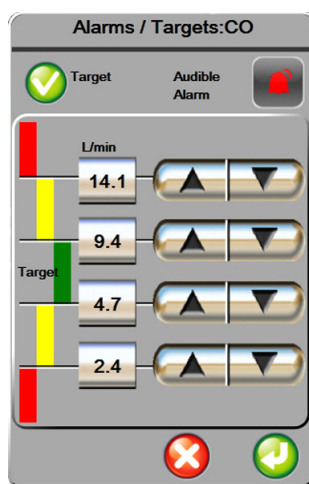 Alarms / Targets:CO
Target
Audible
Alarm
L/min
14.1
9.4
Target
4.7
2.4